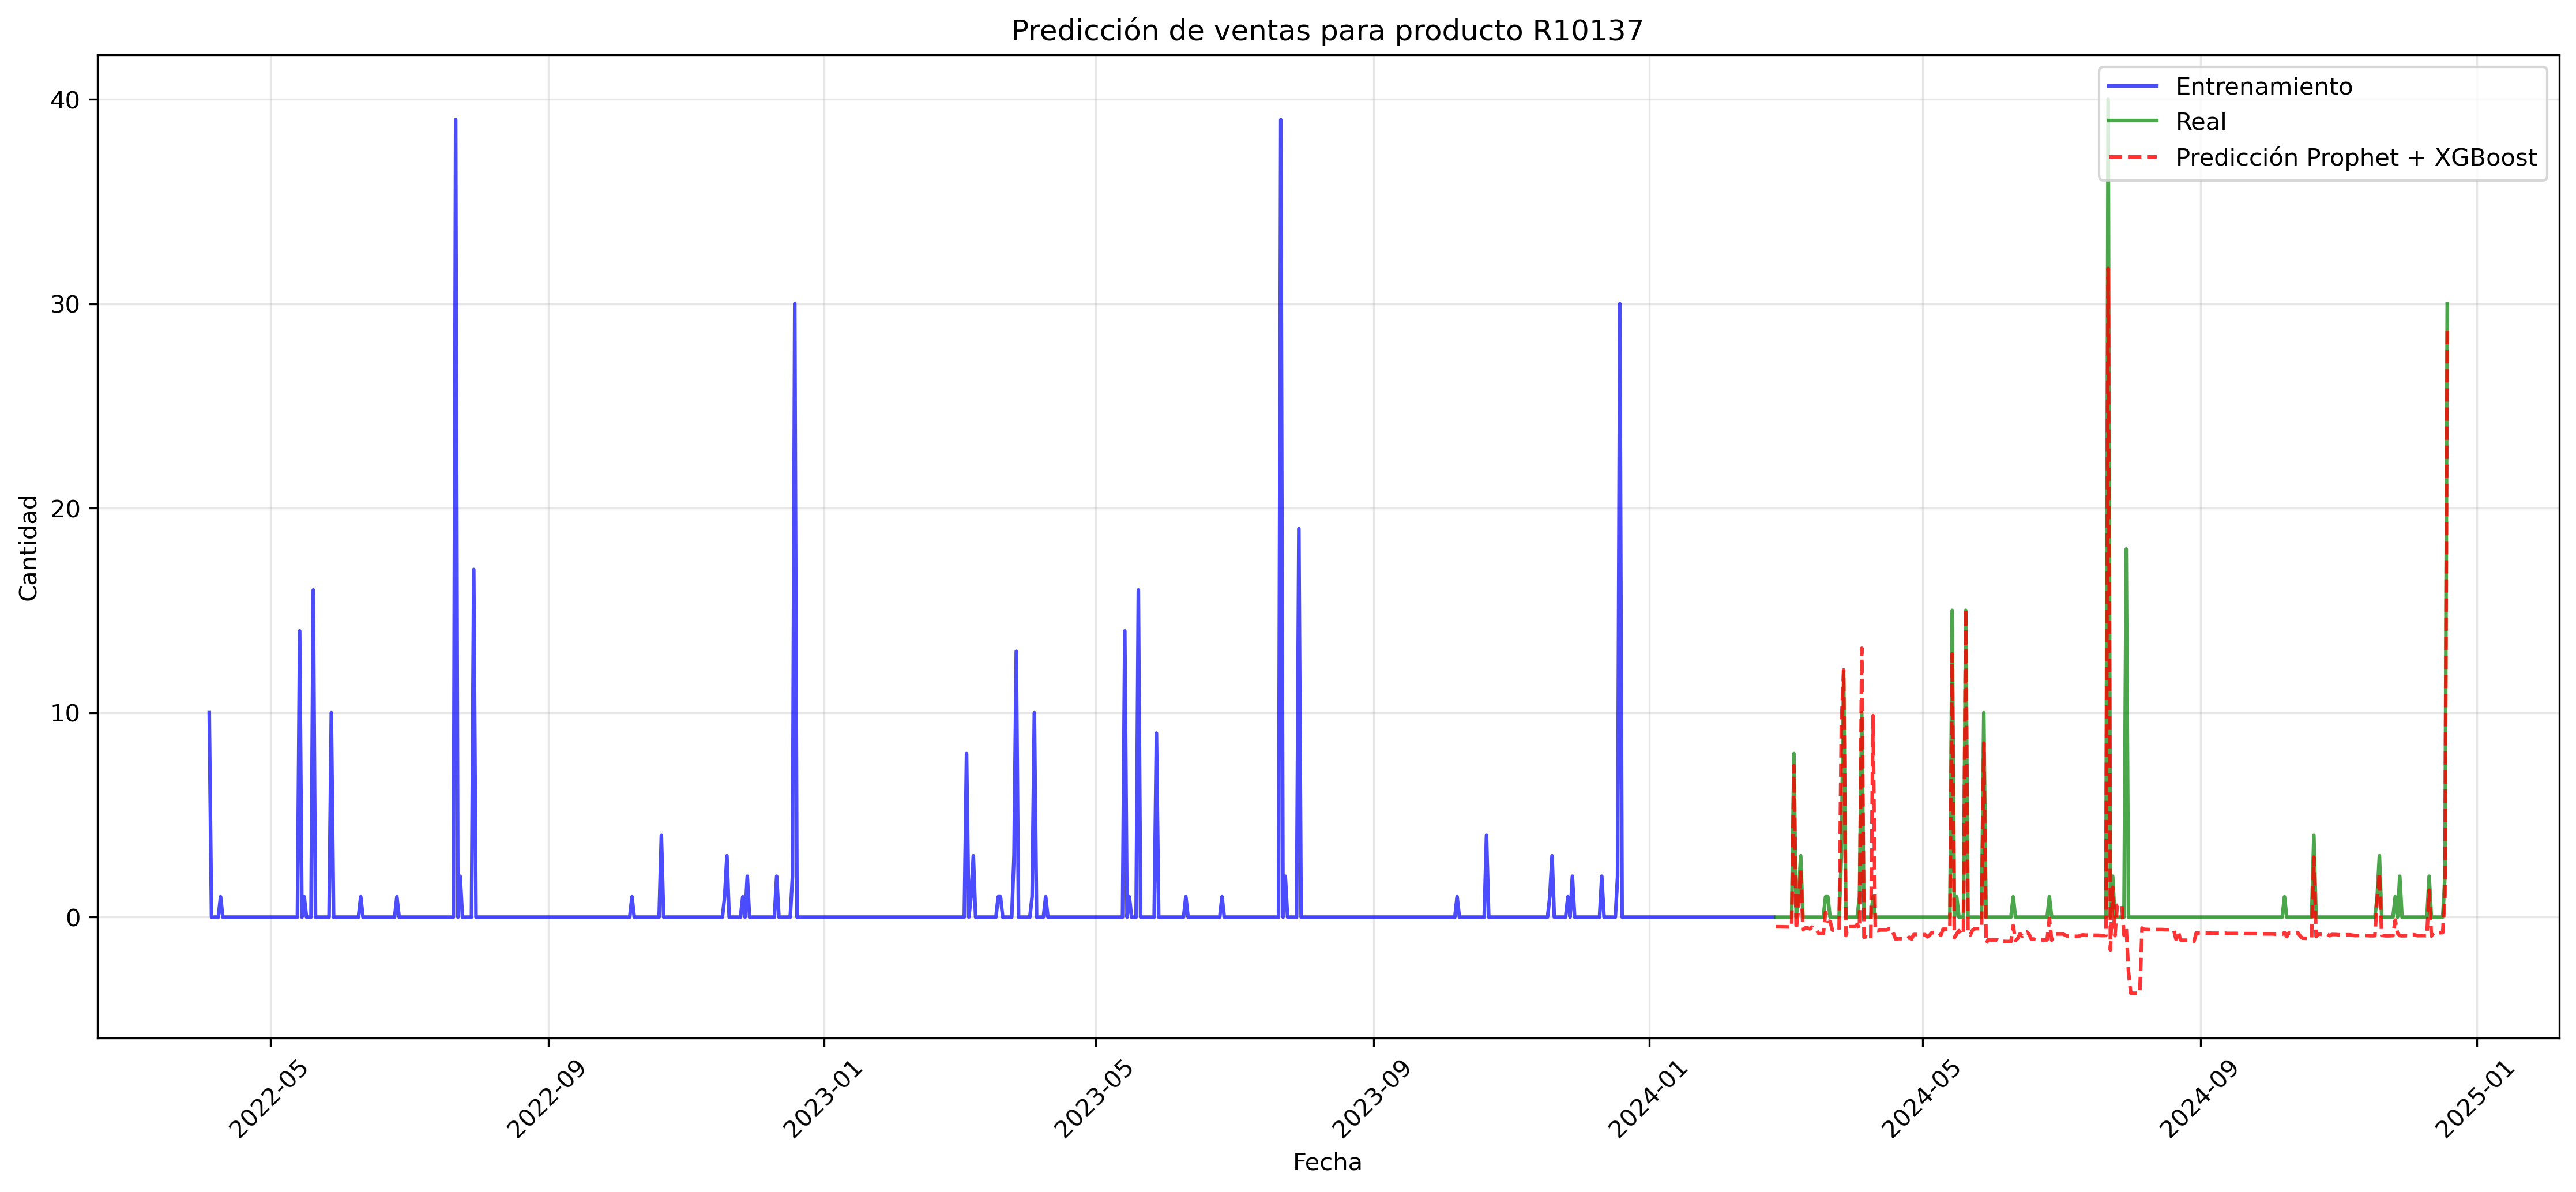 Predicción de ventas para producto R10137
Entrenamiento
Real
Predicción Prophet + XGBoost
40
30
20
10
0
Cantidad
2022-05
2022-09
2023-01
2023-05
2023-09
2024-01
2024-05
2024-09
2025-01
Fecha